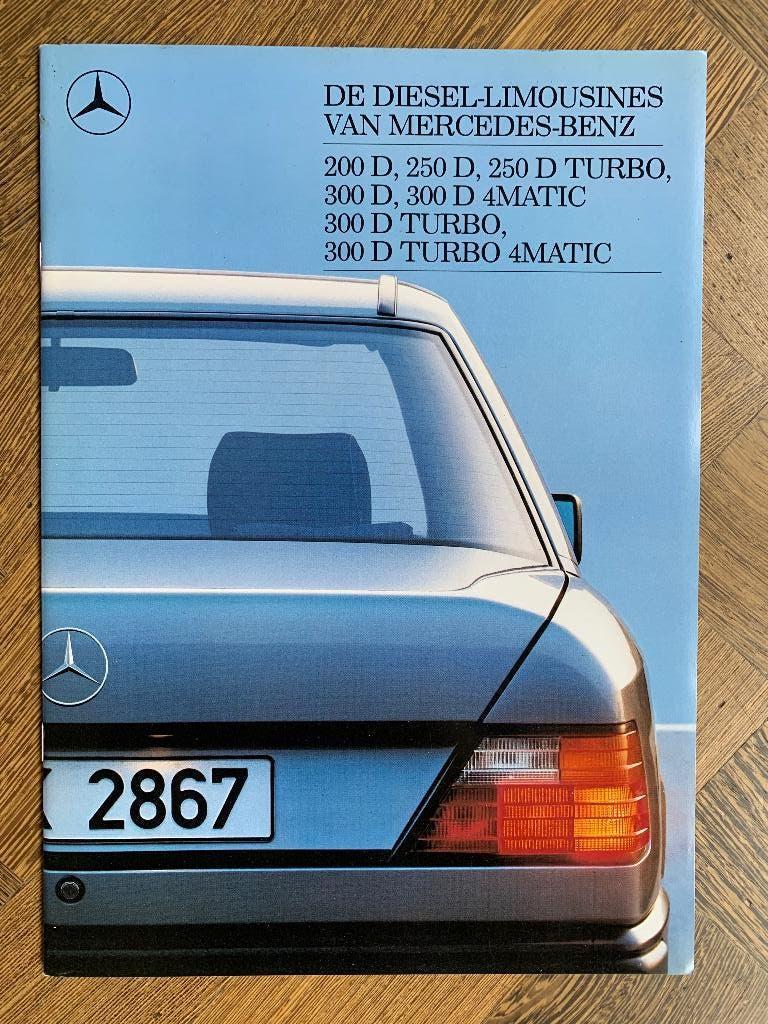 DE DIESEL-LIMOUSINES
VAN MERCEDES-BENZ
200 D, 250 D, 250 D TURBO,
300 D, 300 D 4MATIC
300 D TURBO,
300 D TURBO 4MATIC
2867